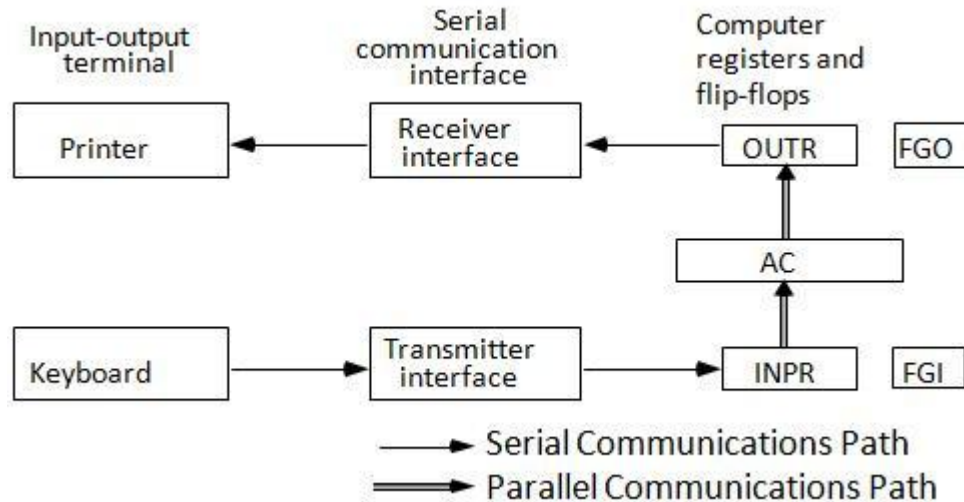 Input-output
terminal
Serial
communication
interface
Computer
registers and
flip-flops
Printer
Receiver
interface
OUTR
FGO
AC
Keyboard
Transmitter
interface
INPR
FGI
Serial Communications Path
Parallel Communications Path